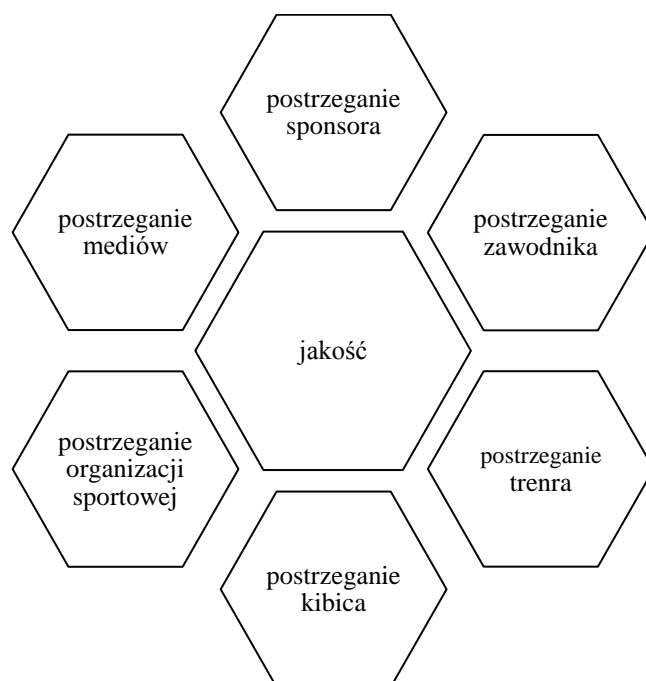 postrzeganie
sponsora
postrzeganie
mediów
postrzeganie
zawodnika
jakość
postrzeganie
organizacji
sportowej
postrzeganie
trenra
postrzeganie
kibica